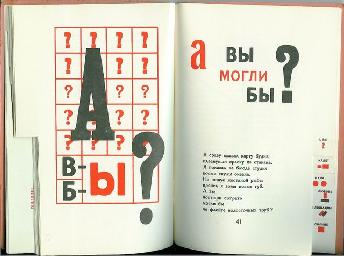 ? ? ? ?
? ? ? ?
? ? ?
? ? ?
? ?
? ? ? ?
А
В-
Б-
Ы
?
а ВЫ
МОГЛИ
БЫ ?
Я сразу смазал карту будня
плеснувши краску из стакана.
Я показал на блюде студня
косые скулы океана.
На чешуе жестяной рыбы
прочел я зовы новых губ.
А вы
ноктюрн сыграть
могли бы
на флейте водосточных труб?
41
А ВЫ
?